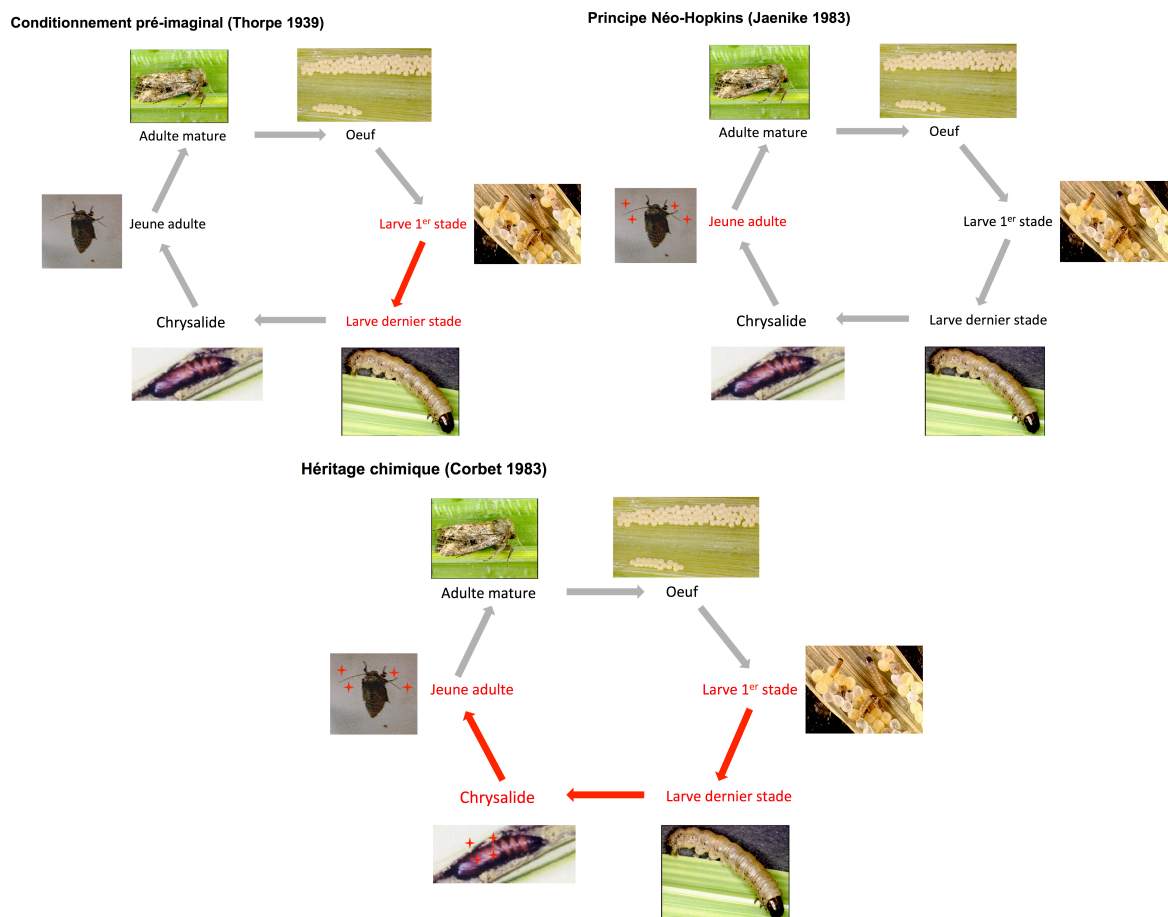 Conditionnement pré-imaginal (Thorpe 1939)
Adulte mature
Oeuf
Jeune adulte
Larve 1er stade
Chrysalide
Larve dernier stade
Principe Néo-Hopkins (Jaenike 1983)
Adulte mature
Oeuf
Jeune adulte
Larve 1er stade
Chrysalide
Larve dernier stade
Héritage chimique (Corbet 1983)
Adulte mature
Oeuf
Jeune adulte
Larve 1er stade
Chrysalide
Larve dernier stade